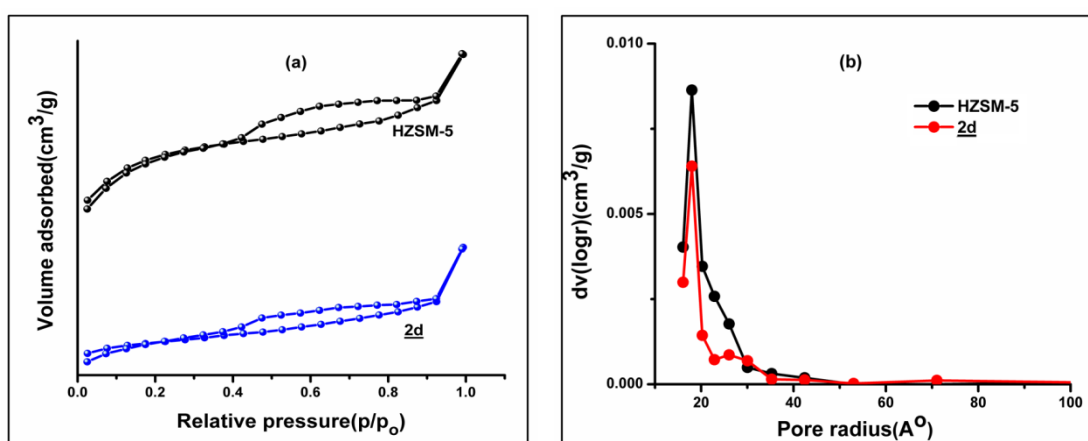 (a)
HZSM-5
2d
Volume adsorbed(cm³/g)
0.0 0.2 0.4 0.6 0.8 1.0
Relative pressure(p/pₒ)
(b)
HZSM-5
2d
dv(logr)(cm³/g)
0.010
0.005
0.000
20 40 60 80 100
Pore radius(Aᴼ)